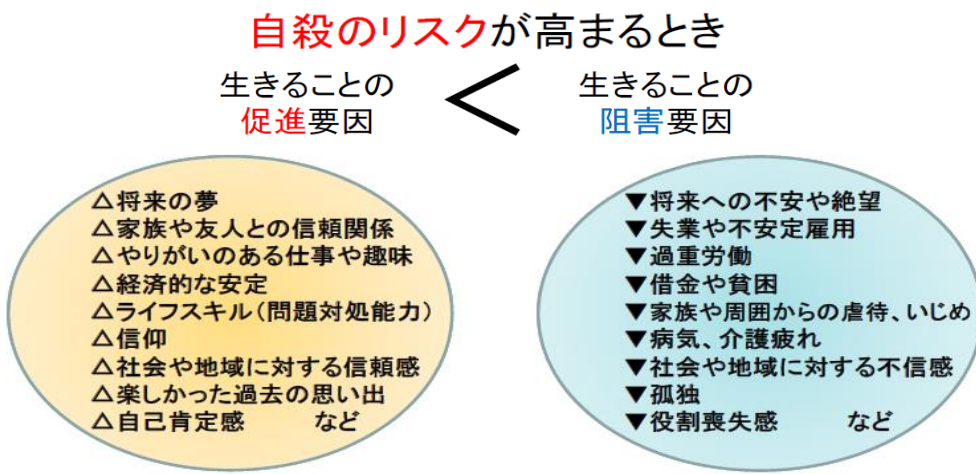 自殺のリスクが高まるとき
生きることの
促進要因
<
生きることの
阻害要因
△将来の夢
△家族や友人との信頼関係
△やりがいのある仕事や趣味
△経済的な安定
△ライフスキル(問題対処能力)
△信仰
△社会や地域に対する信頼感
△楽しかった過去の思い出
△自己肯定感 など
▼将来への不安や絶望
▼失業や不安定雇用
▼過重労働
▼借金や貧困
▼家族や周囲からの虐待、いじめ
▼病気、介護疲れ
▼社会や地域に対する不信感
▼孤独
▼役割喪失感 など